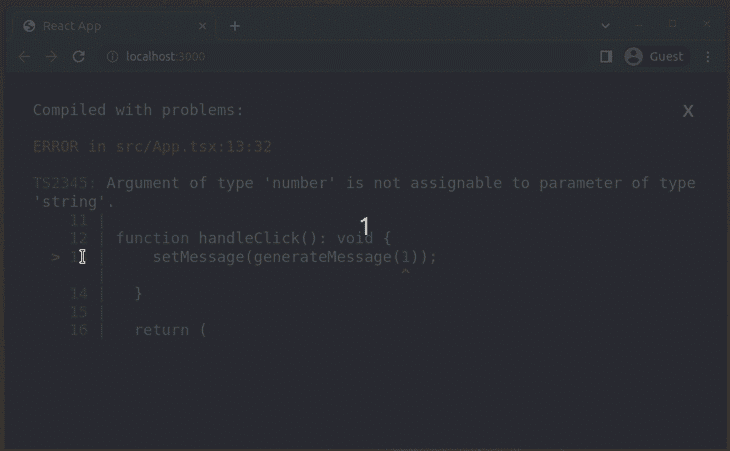 React App
localhost:3000
Guest
Compiled with problems:
X
ERROR in src/App.tsx:13:32
TS2345: Argument of type 'number' is not assignable to parameter of type
'string'.
11 |
1
12 | function handleClick(): void {
> 13 |     setMessage(generateMessage(1));
| ^
14 |   }
15 |
16 |   return (